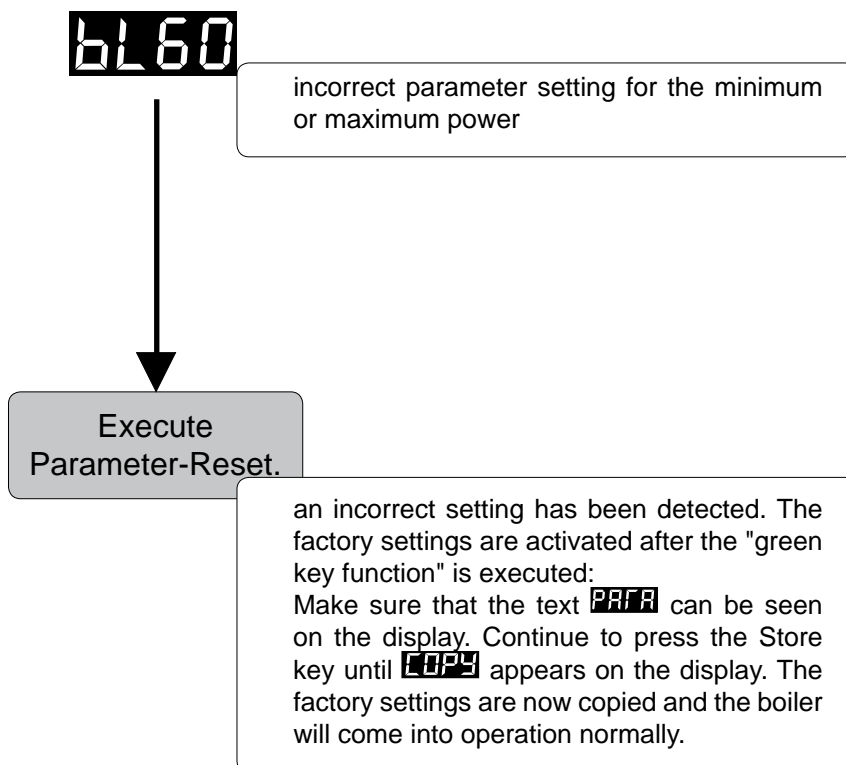 bL60
incorrect parameter setting for the minimum
or maximum power
Execute
Parameter-Reset.
an incorrect setting has been detected. The
factory settings are activated after the "green
key function" is executed:
Make sure that the text PArA can be seen
on the display. Continue to press the Store
key until COPY appears on the display. The
factory settings are now copied and the boiler
will come into operation normally.